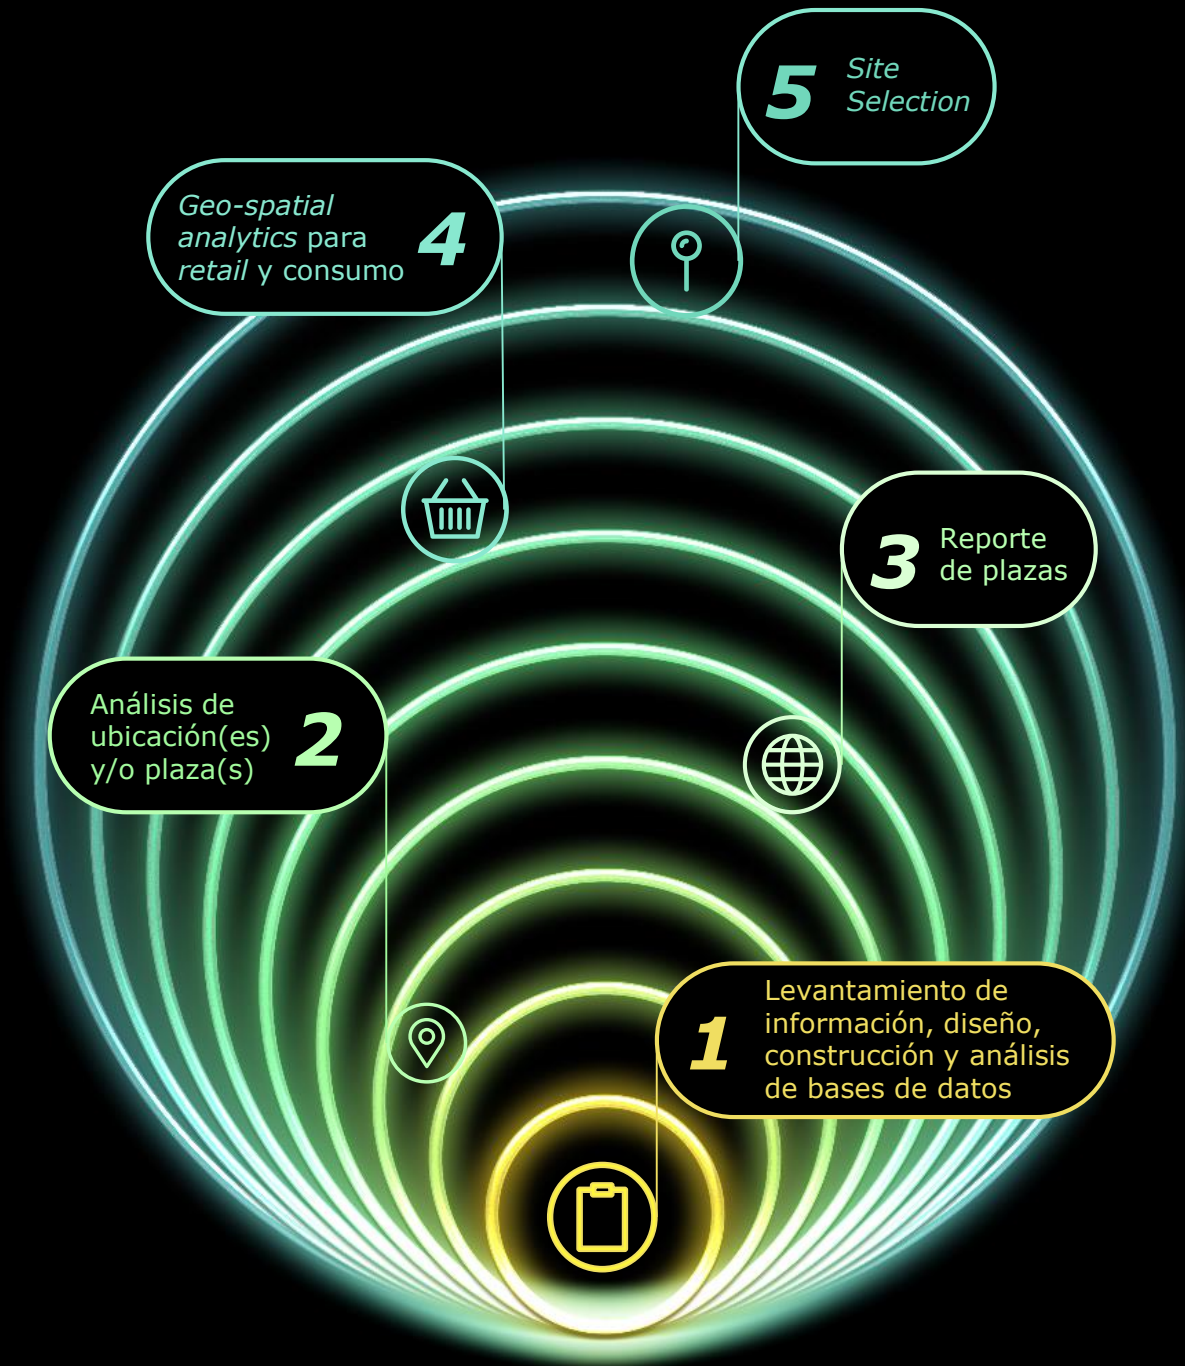 5
Site
Selection
Geo-spatial
analytics para
retail y consumo
4
3
Reporte
de plazas
Análisis de
ubicación(es)
y/o plaza(s)
2
1
Levantamiento de
información, diseño,
construcción y análisis
de bases de datos